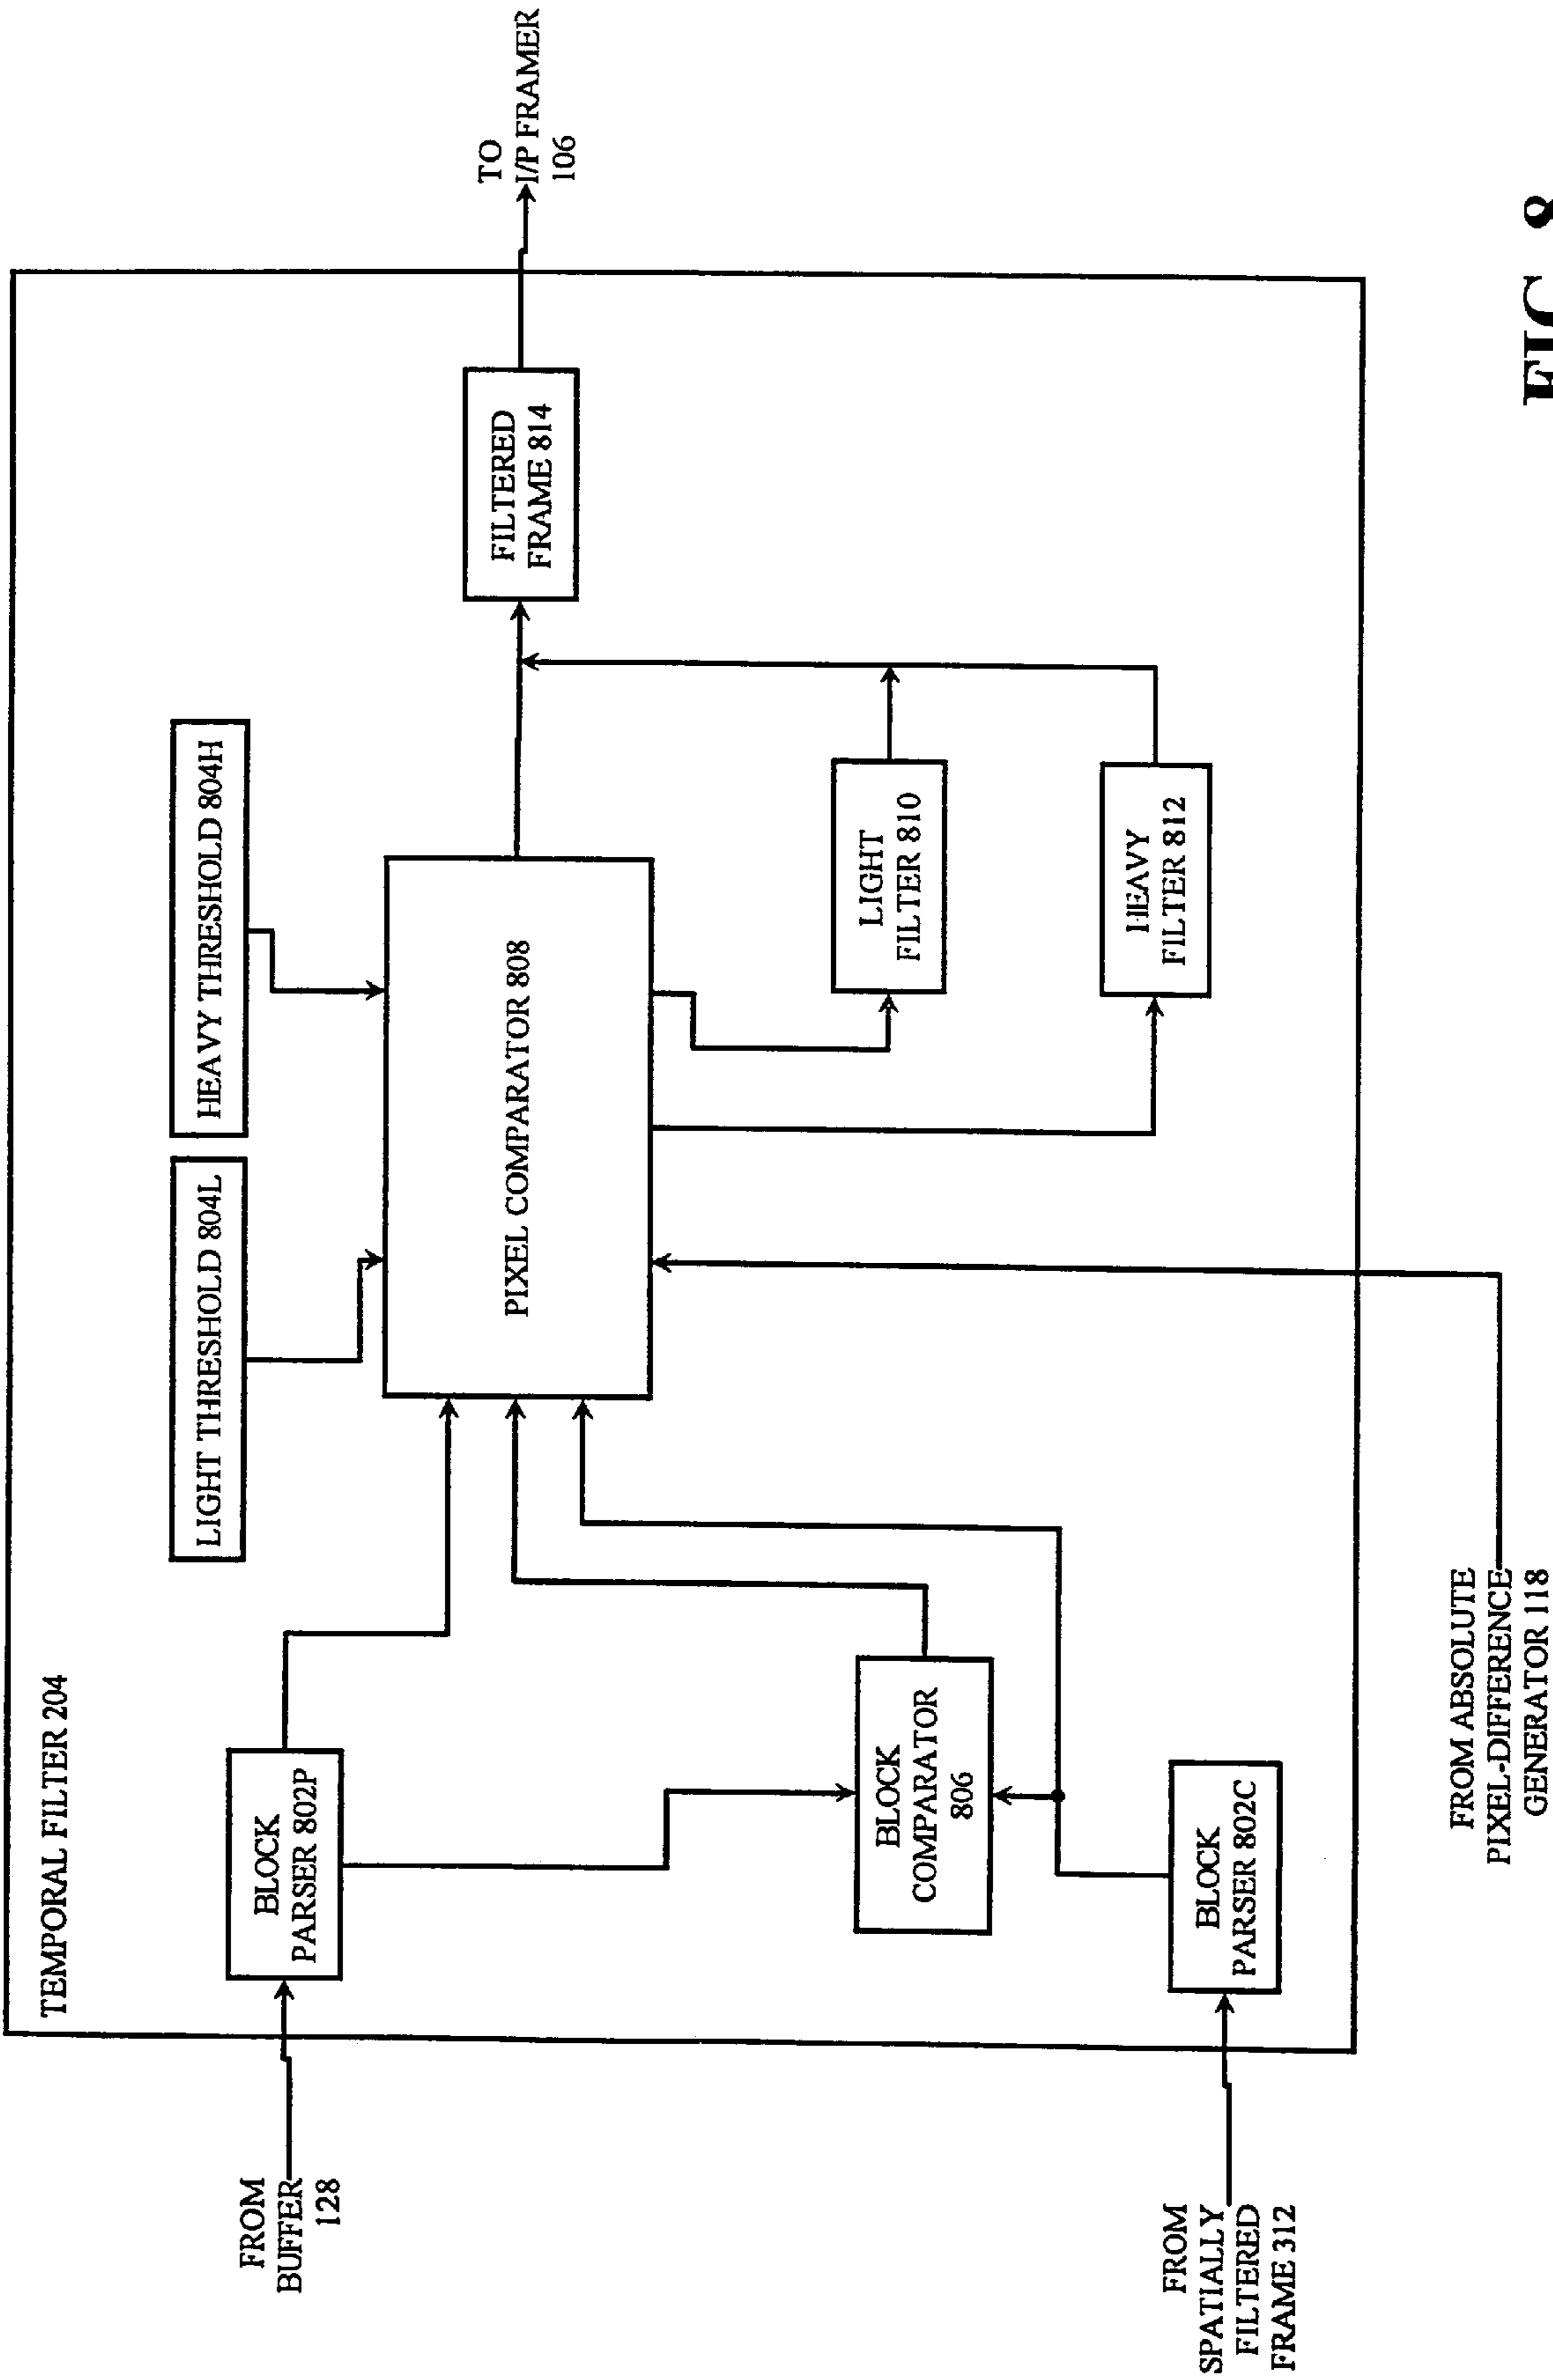 TEMPORAL FILTER 204
LIGHT THRESHOLD 804L
HEAVY THRESHOLD 804H
FROM
BUFFER
128
BLOCK
PARSER 802P
PIXEL COMPARATOR 808
FILTERED
FRAME 814
TO
I/P FRAMER
106
BLOCK
COMPARATOR
806
LIGHT
FILTER 810
HEAVY
FILTER 812
FROM
SPATIALLY
FILTERED
FRAME 312
BLOCK
PARSER 802C
FROM ABSOLUTE
PIXEL-DIFFERENCE
GENERATOR 118
FIG. 8